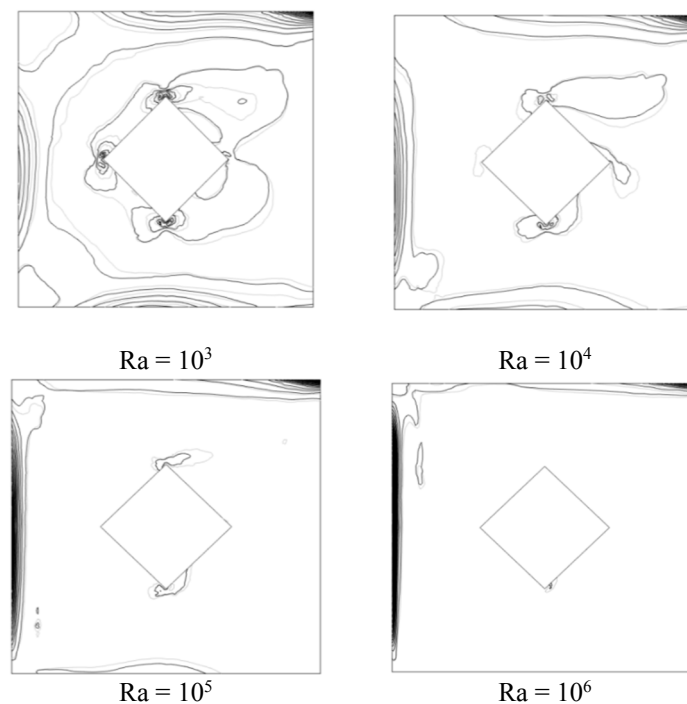 Ra = 10³
Ra = 10⁴
Ra = 10⁵
Ra = 10⁶